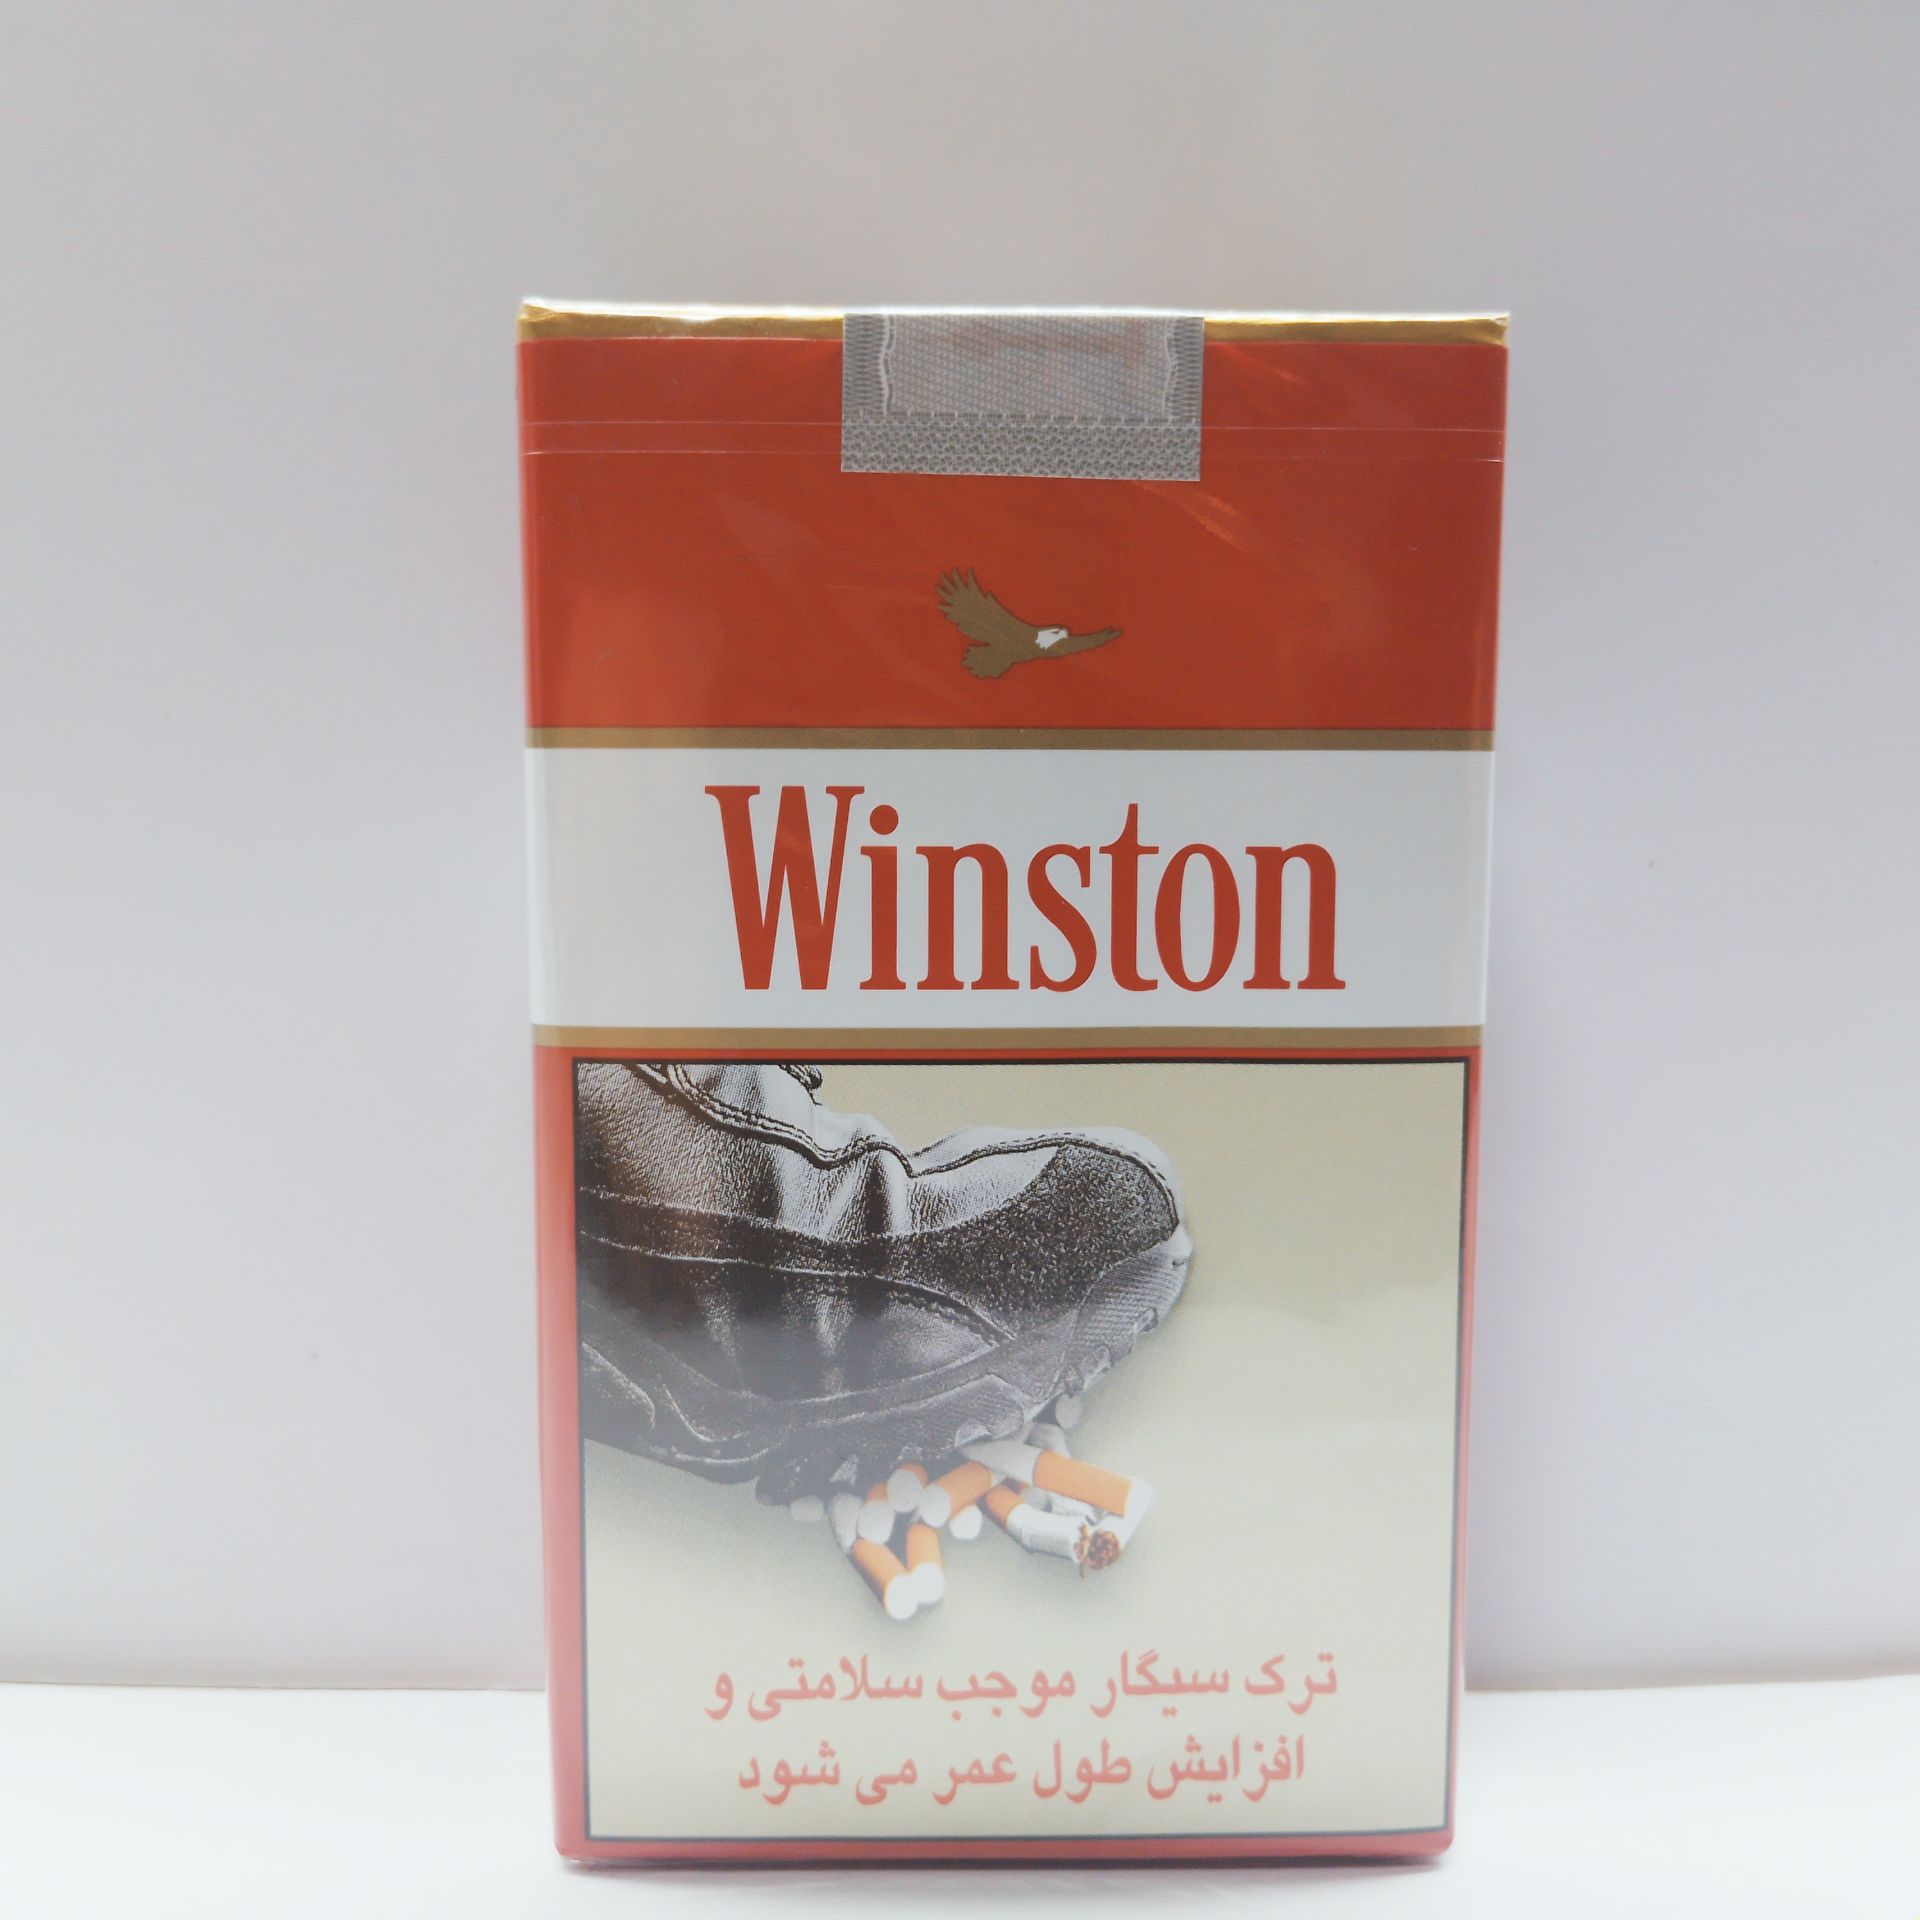 Winston
ترک سیگار موجب سلامتی و
افزایش طول عمر می شود